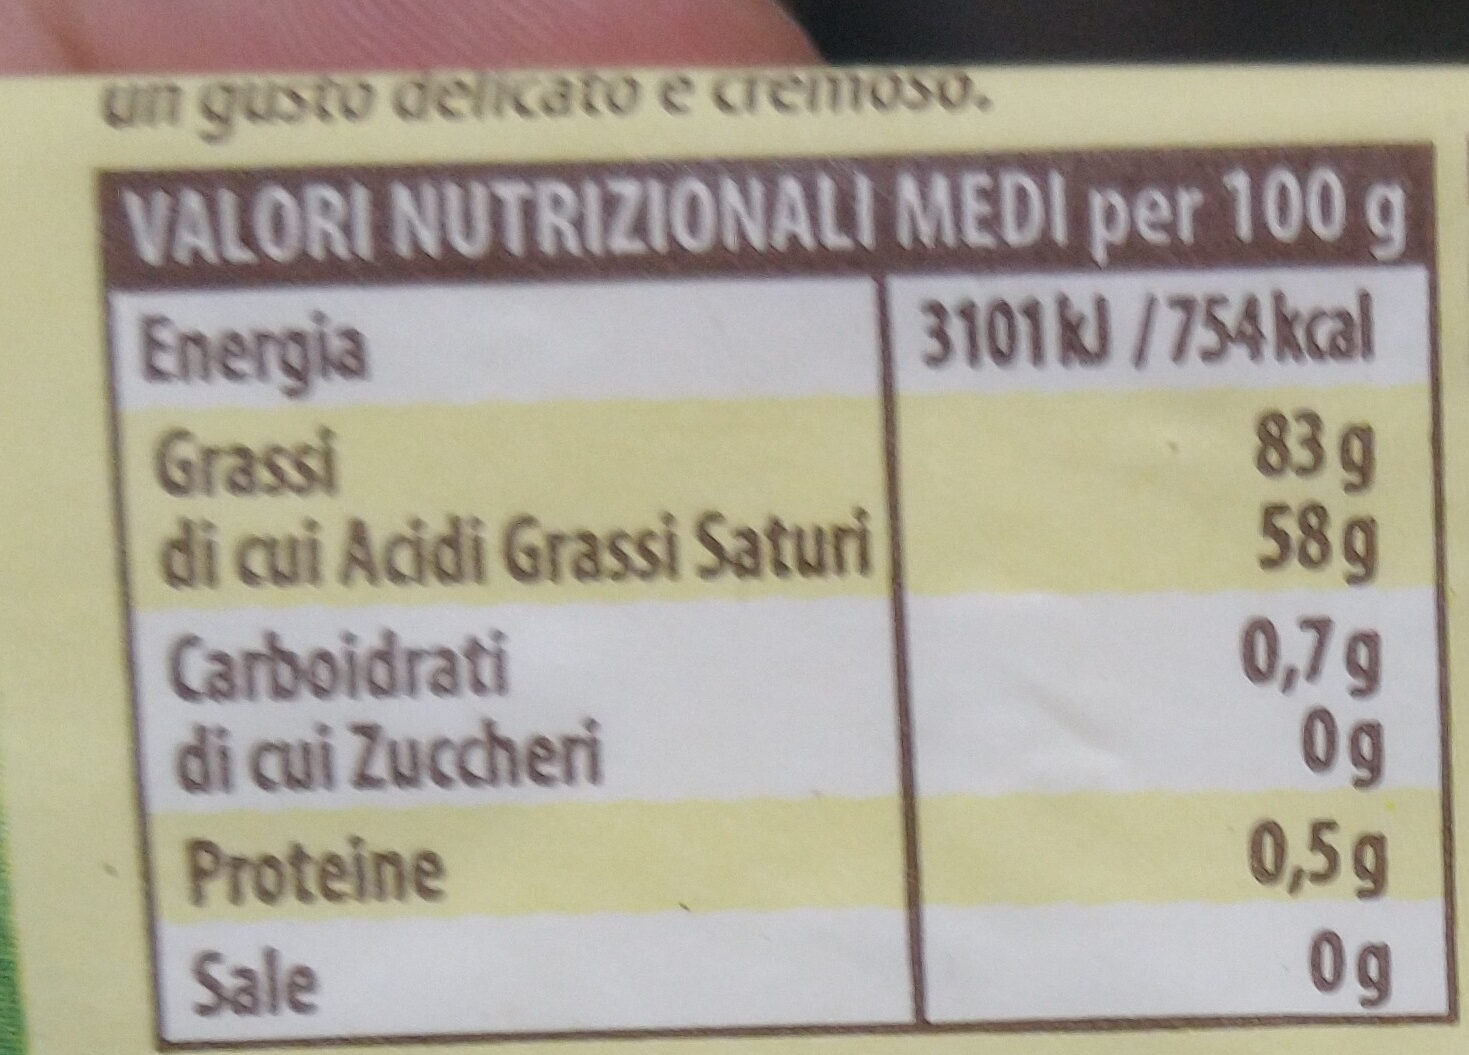 un gusto delicato e cremoso.
VALORI NUTRIZIONALI MEDI per 100 g
Energia 3101 kJ / 754 kcal
Grassi 83 g
di cui Acidi Grassi Saturi 58 g
Carboidrati 0,7 g
di cui Zuccheri 0 g
Proteine 0,5 g
Sale 0 g